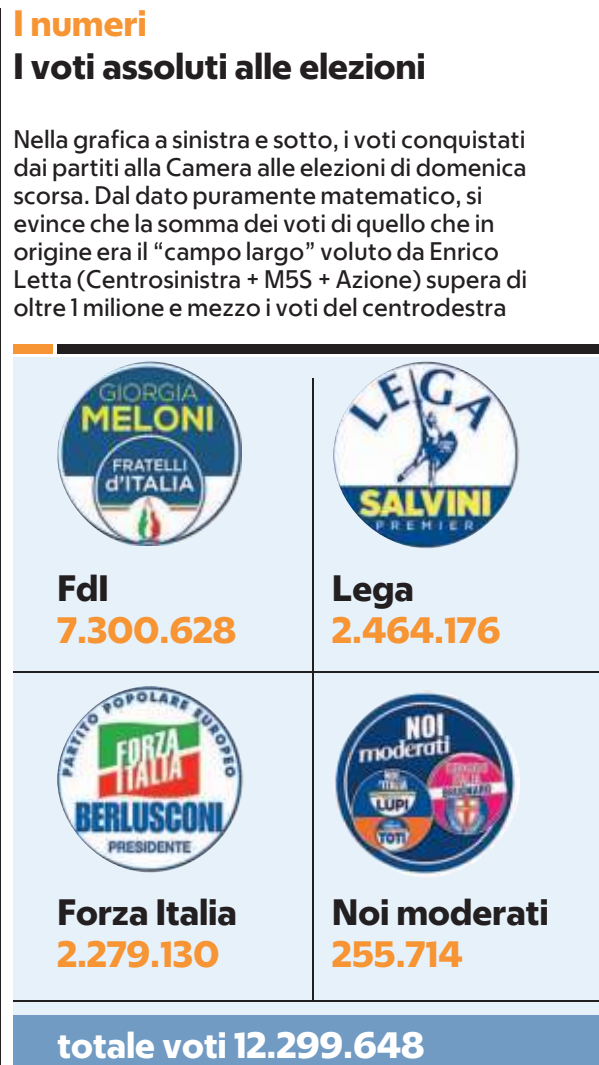 I numeri
I voti assoluti alle elezioni
Nella grafica a sinistra e sotto, i voti conquistati
dai partiti alla Camera alle elezioni di domenica
scorsa. Dal dato puramente matematico, si
evince che la somma dei voti di quello che in
origine era il “campo largo” voluto da Enrico
Letta (Centrosinistra + M5S + Azione) supera di
oltre 1 milione e mezzo i voti del centrodestra
GIORGIA
MELONI
FRATELLI
d'ITALIA
LEGA
SALVINI
PREMIER
FdI
7.300.628
Lega
2.464.176
PARTITO POPOLARE EUROPEO
FORZA
ITALIA
BERLUSCONI
PRESIDENTE
NOI
moderati
LUPI
TOTI
Forza Italia
2.279.130
Noi moderati
255.714
totale voti 12.299.648